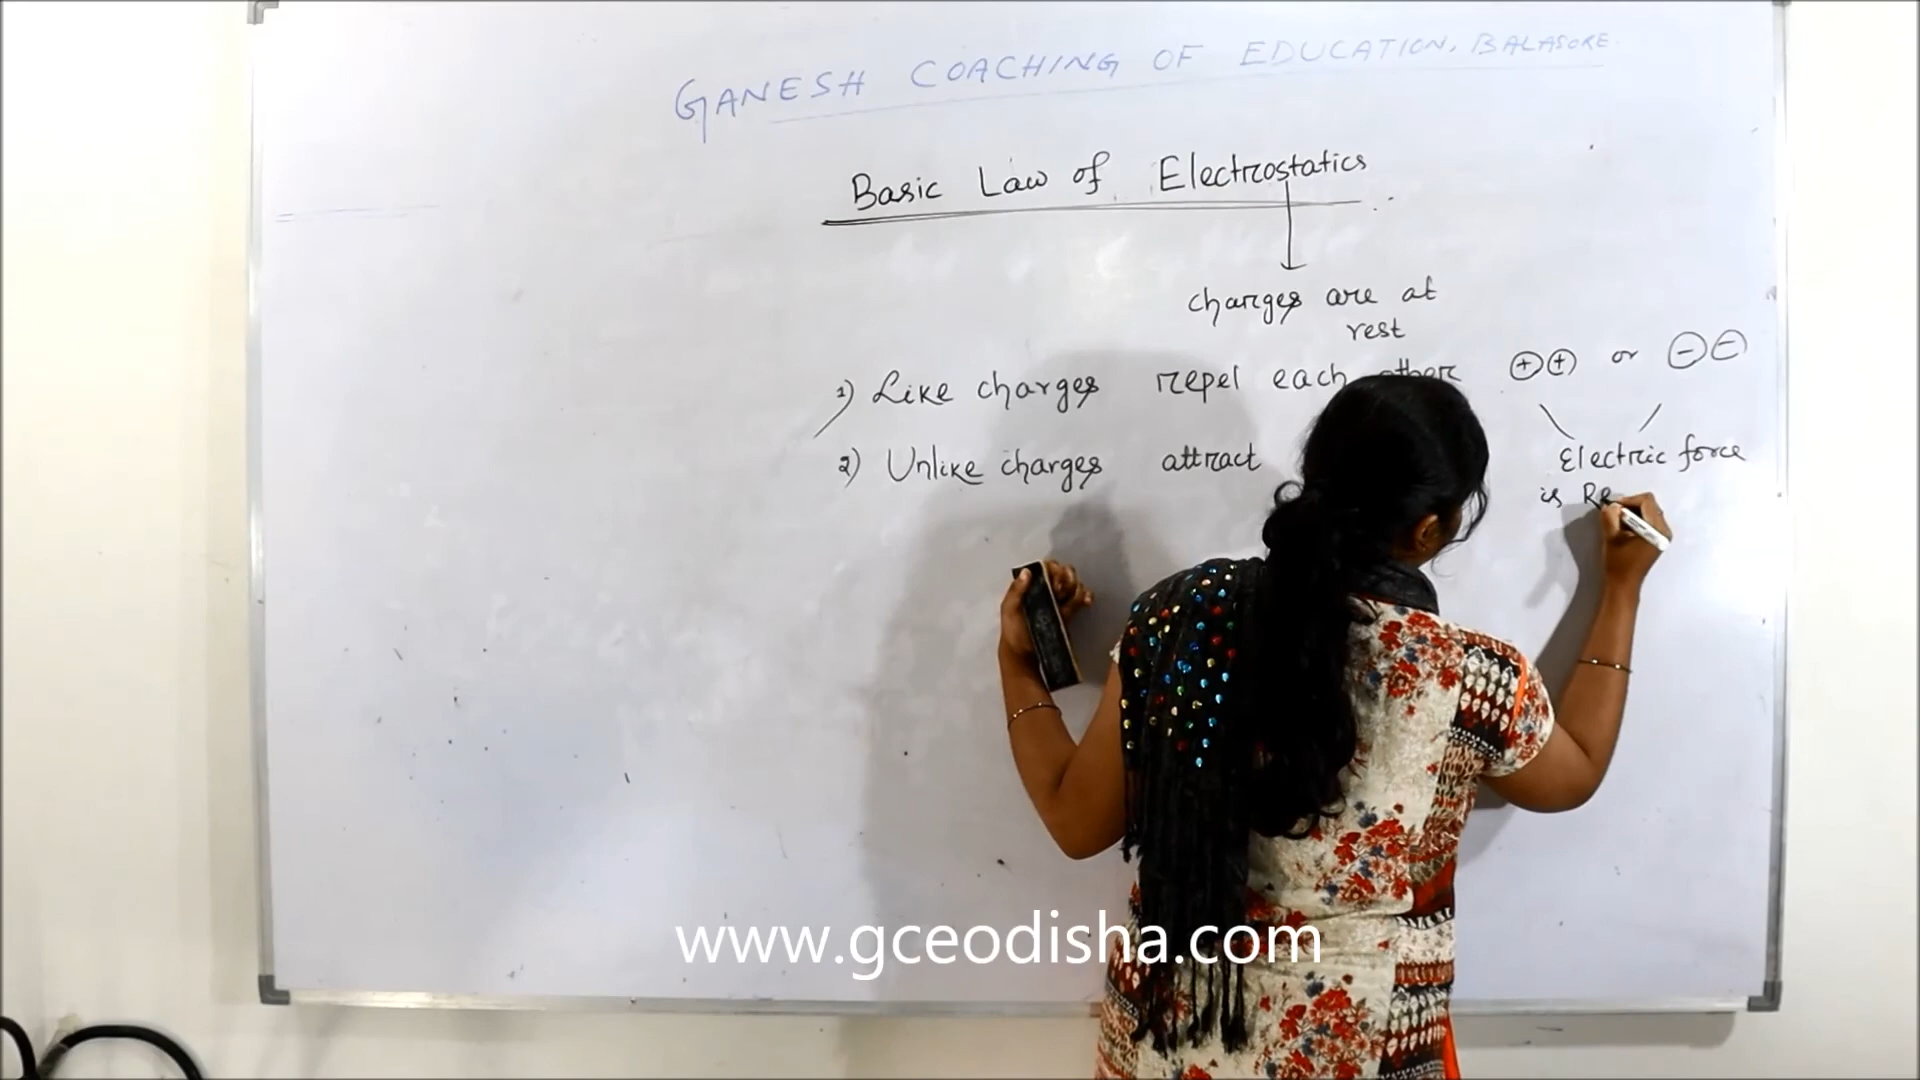 GANESH COACHING OF EDUCATION, BALASORE
Basic Law of Electrostatics
charges are at
rest
1) Like charges repel each other ++ or --
2) Unlike charges attract
Electric force
is Re
www.gceodisha.com